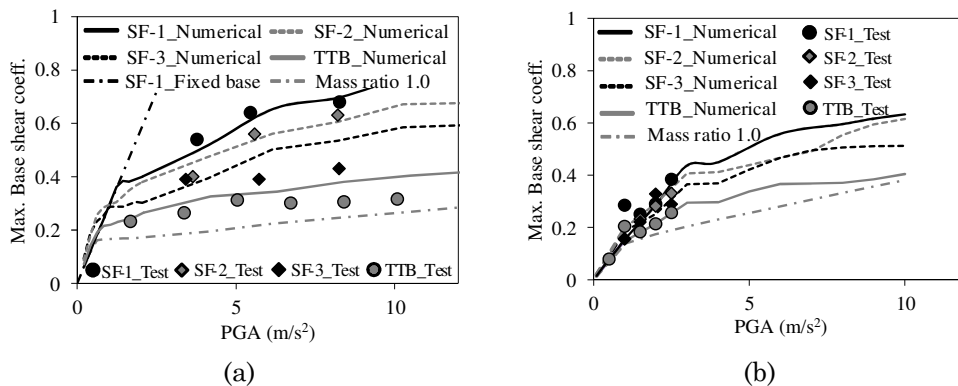 (a)
(b)
Max. Base shear coeff.
1
0.8
0.6
0.4
0.2
0
SF-1_Numerical
SF-2_Numerical
SF-3_Numerical
TTB_Numerical
SF-1_Fixed base
Mass ratio 1.0
SF-1_Test
SF-2_Test
SF-3_Test
TTB_Test
0
5
10
PGA (m/s²)
(a)
Max. Base shear coeff.
1
0.8
0.6
0.4
0.2
0
SF-1_Numerical
SF-2_Numerical
SF-3_Numerical
TTB_Numerical
Mass ratio 1.0
SF-1_Test
SF-2_Test
SF-3_Test
TTB_Test
0
5
10
PGA (m/s²)
(b)